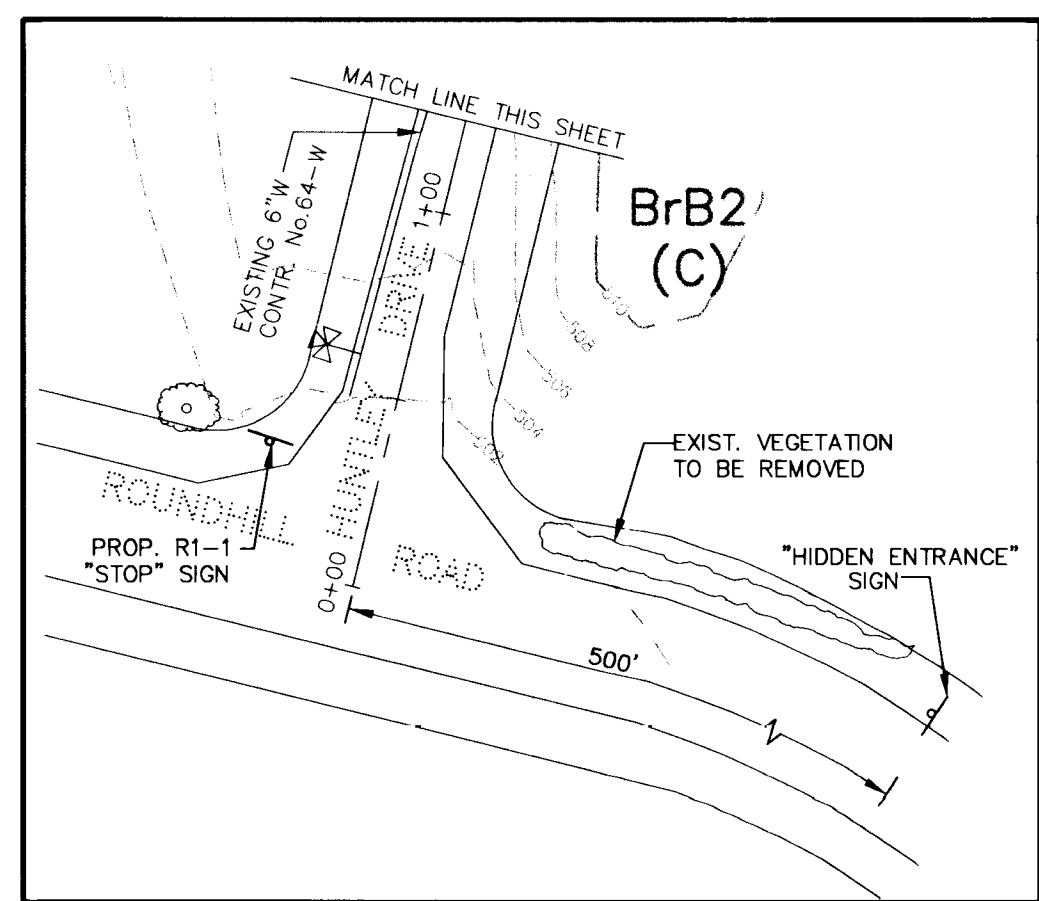 MATCH LINE THIS SHEET
EXISTING 6"W
CONTR. No.64-W
BrB2
(C)
1+00
HUNTLEY DRIVE
510
508
506
504
502
EXIST. VEGETATION
TO BE REMOVED
ROUNDHILL ROAD
PROP. R1-1
"STOP" SIGN
"HIDDEN ENTRANCE"
SIGN
0+00
500'